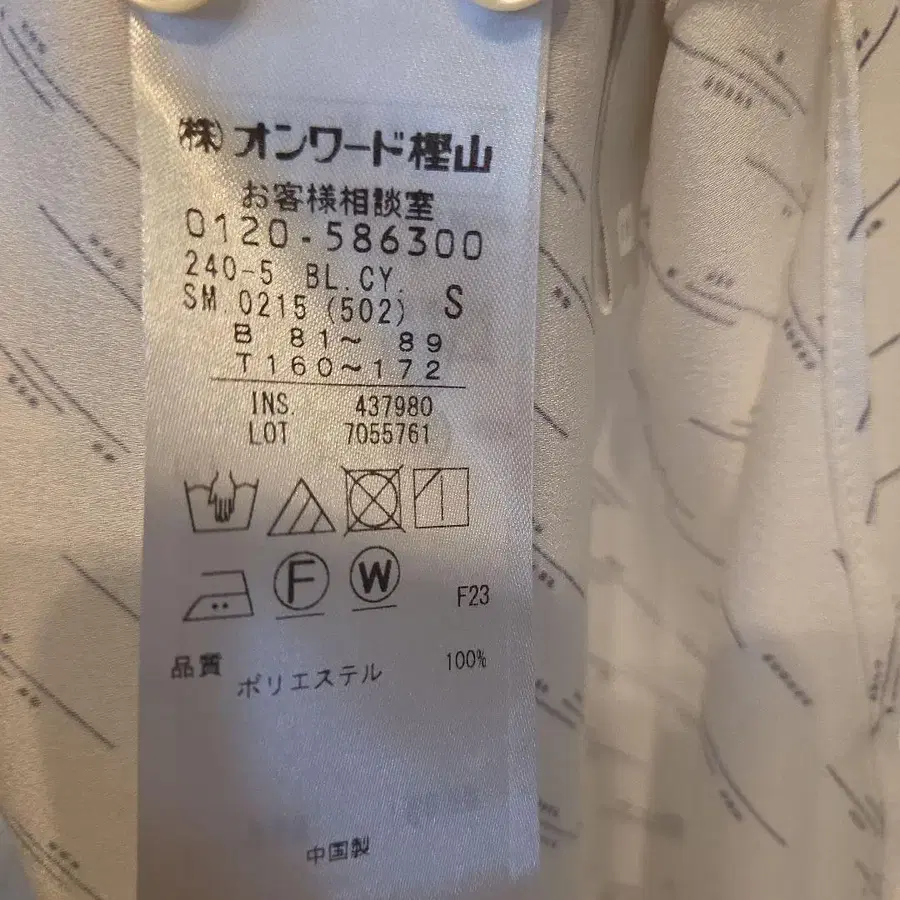 (株)オンワード樫山
お客様相談室
0120-586300
240-5 BL.CY.
SM.0215(502) S
B 81~ 89
T160~172
INS. 437980
LOT 7055761
F W F23
品質 ポリエステル 100%
中国製